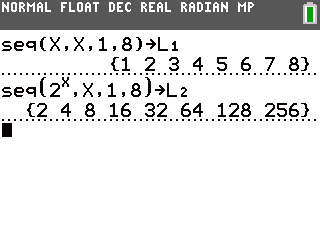 NORMAL FLOAT DEC REAL RADIAN MP
seq(X,X,1,8)→L₁
{1 2 3 4 5 6 7 8}
seq(2ˣ,X,1,8)→L₂
{2 4 8 16 32 64 128 256}